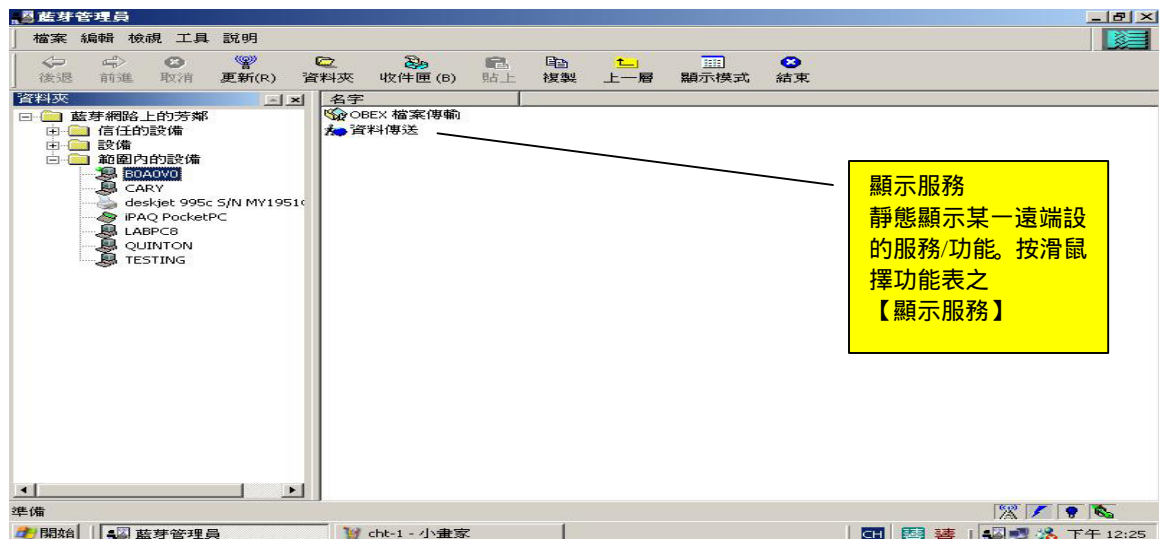 藍芽管理員
檔案 編輯 檢視 工具 說明
後退 前進 取消 更新(R) 資料夾 收件匣(B) 貼上 複製 上一層 顯示模式 結束
資料夾
名字
藍芽網路上的芳鄰
信任的設備
設備
範圍內的設備
BOAOVO
CARY
deskjet 995c S/N MY1951
iPAQ PocketPC
LABPC8
QUINTON
TESTING
OBEX 檔案傳輸
資料傳送
顯示服務
靜態顯示某一遠端設
的服務/功能。按滑鼠
擇功能表之
【顯示服務】
準備
開始 藍芽管理員 cht-1 - 小畫家 CH 下午 12:25